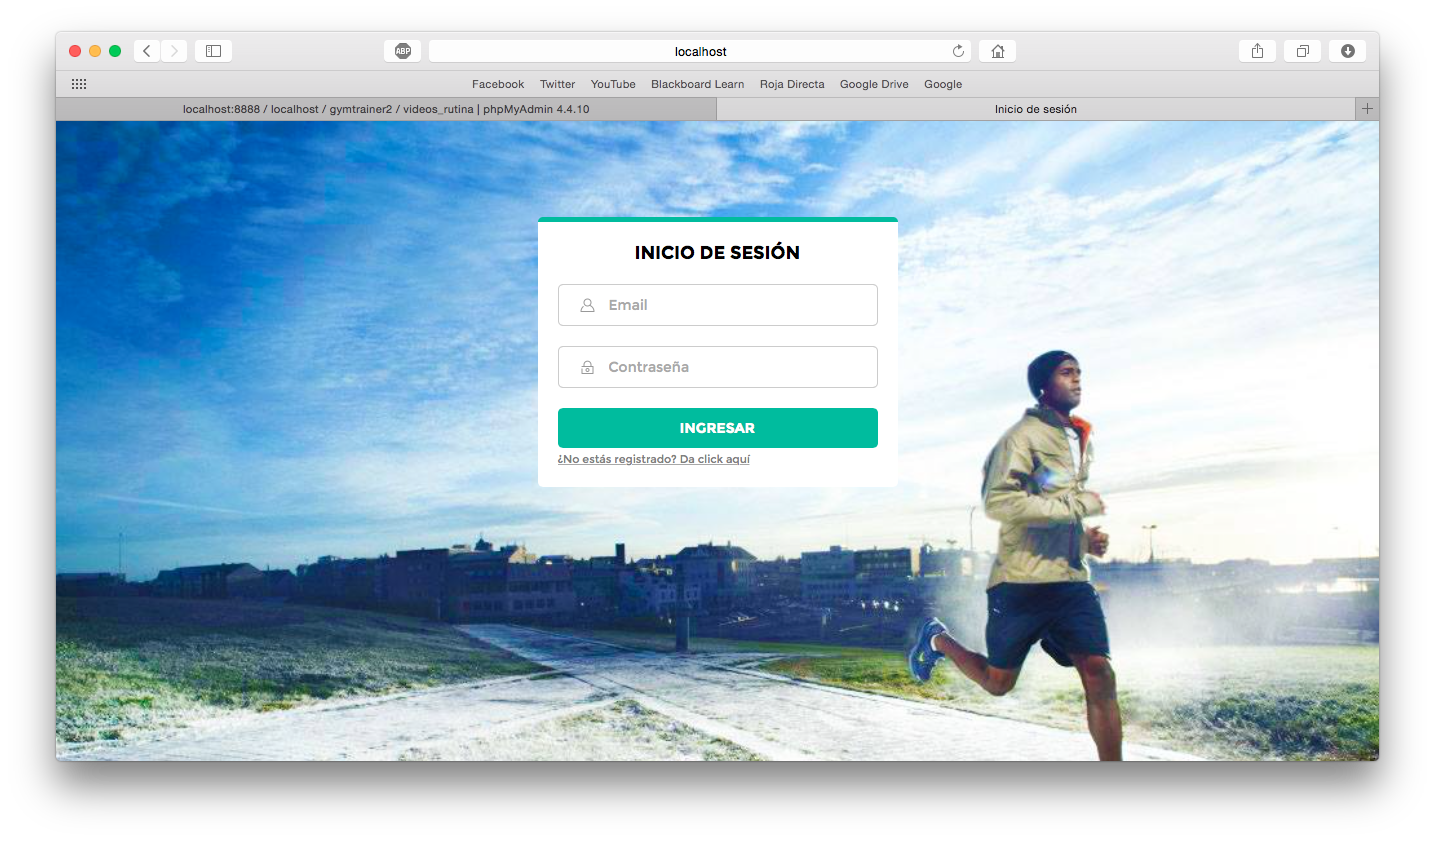 ABP
localhost
Facebook Twitter YouTube Blackboard Learn Roja Directa Google Drive Google
localhost:8888 / localhost / gymtrainer2 / videos_rutina | phpMyAdmin 4.4.10
Inicio de sesión
INICIO DE SESIÓN
Email
Contraseña
INGRESAR
¿No estás registrado? Da click aquí